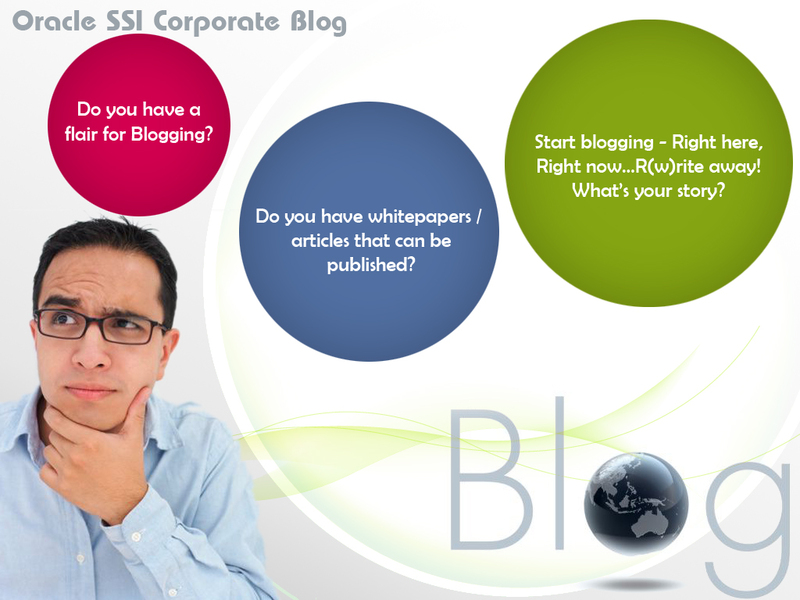 Oracle SSI Corporate Blog
Do you have a
flair for Blogging?
Do you have whitepapers /
articles that can be
published?
Start blogging - Right here,
Right now...R(w)rite away!
What's your story?
Blog